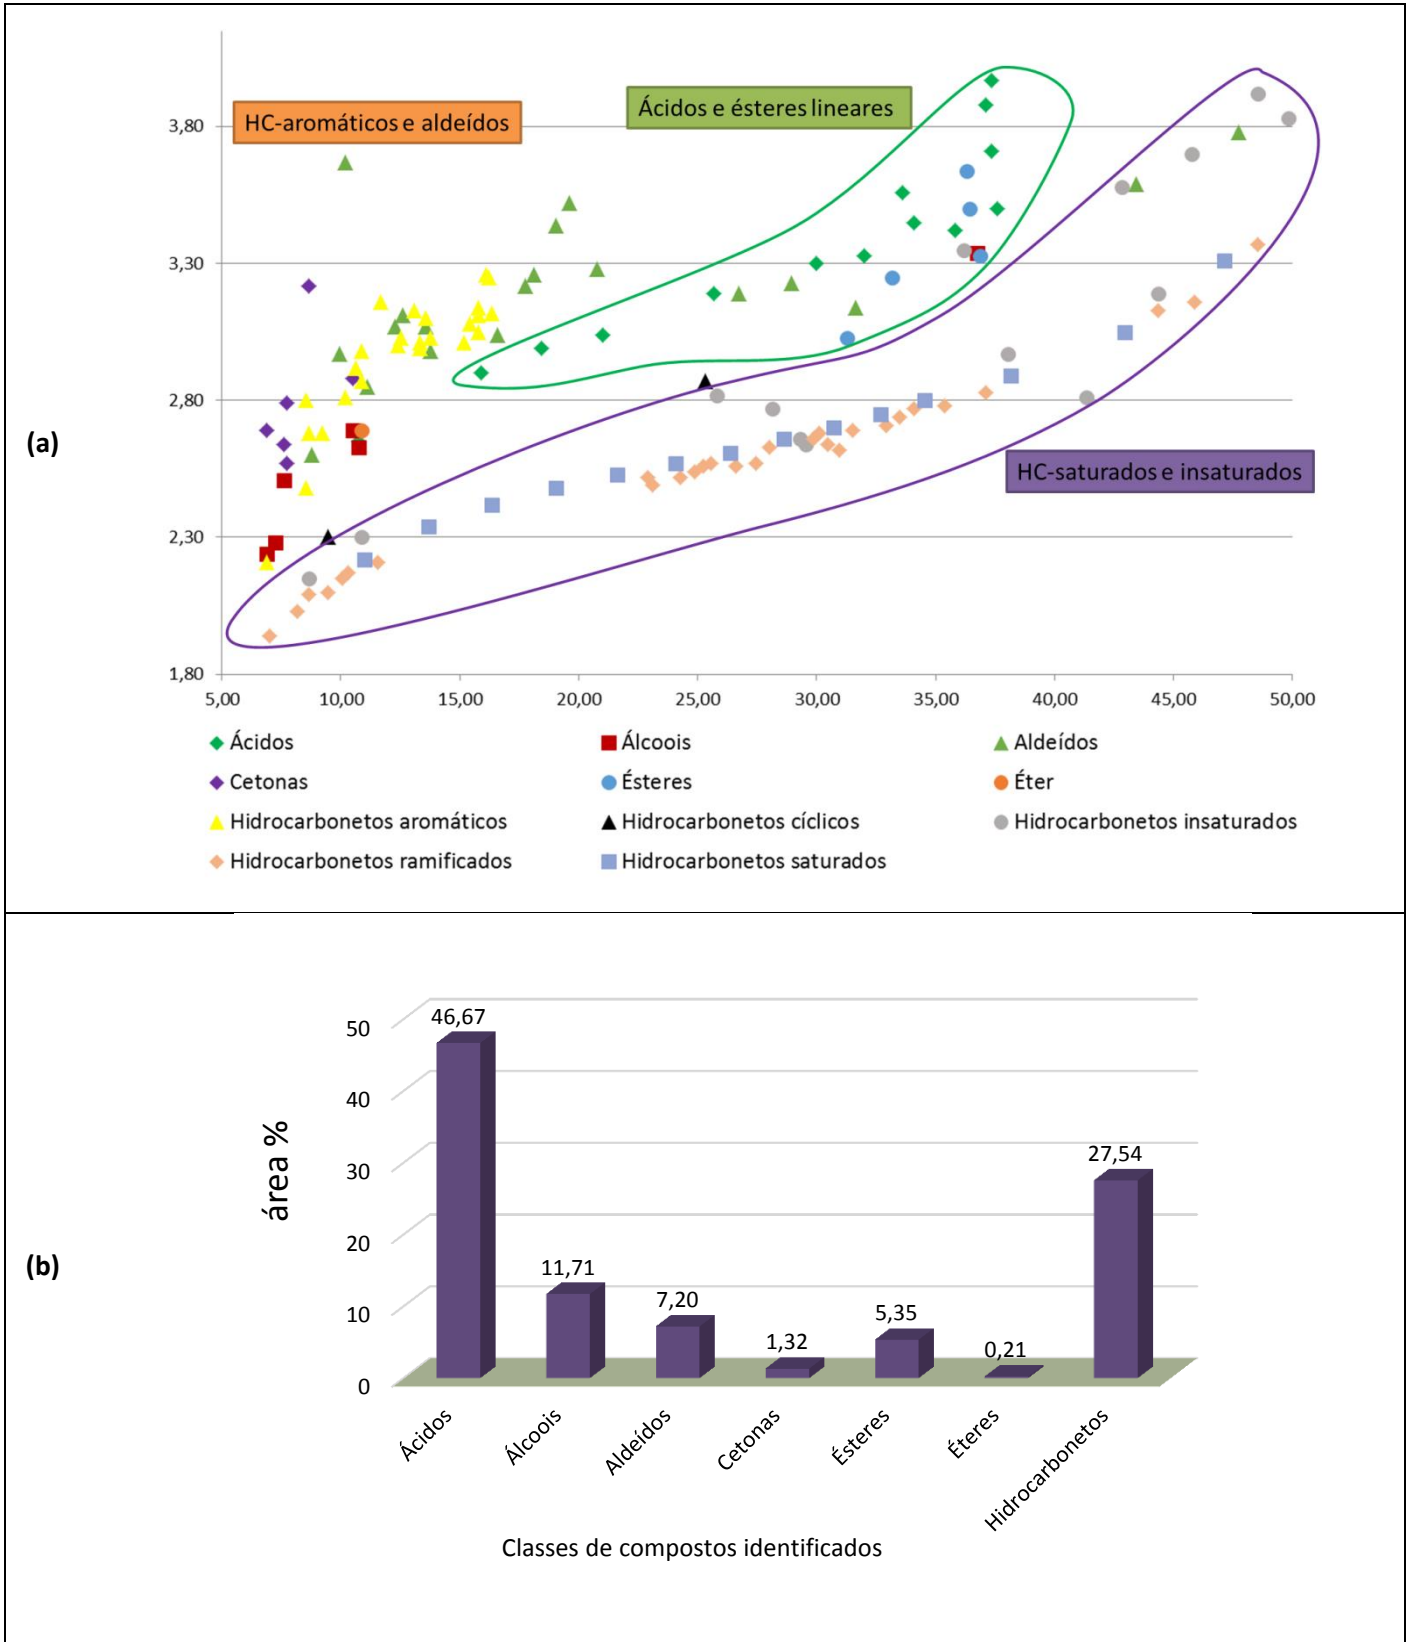 HC-aromáticos e aldeídos
Ácidos e ésteres lineares
3,80
3,30
2,80
(a)
HC-saturados e insaturados
2,30
1,80
5,00 10,00 15,00 20,00 25,00 30,00 35,00 40,00 45,00 50,00
Ácidos Álcoois Aldeídos
Cetonas Ésteres Éter
Hidrocarbonetos aromáticos Hidrocarbonetos cíclicos Hidrocarbonetos insaturados
Hidrocarbonetos ramificados Hidrocarbonetos saturados
46,67
50
40
27,54
30
área %
20
(b)
11,71
7,20
5,35
10
1,32
0,21
0
Ácidos Álcoois Aldeídos Cetonas Ésteres Éteres Hidrocarbonetos
Classes de compostos identificados